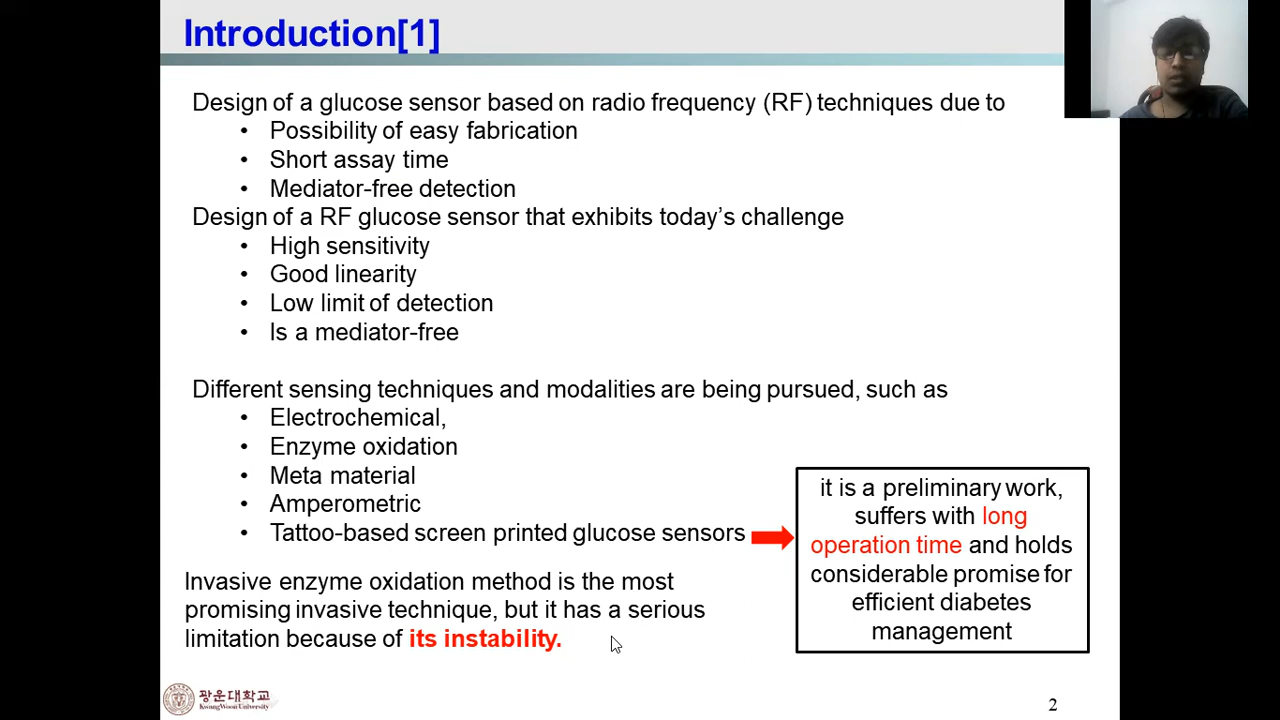 Introduction[1]
Design of a glucose sensor based on radio frequency (RF) techniques due to
• Possibility of easy fabrication
• Short assay time
• Mediator-free detection
Design of a RF glucose sensor that exhibits today’s challenge
• High sensitivity
• Good linearity
• Low limit of detection
• Is a mediator-free
Different sensing techniques and modalities are being pursued, such as
• Electrochemical,
• Enzyme oxidation
• Meta material
• Amperometric
• Tattoo-based screen printed glucose sensors
it is a preliminary work,
suffers with long
operation time and holds
considerable promise for
efficient diabetes
management
Invasive enzyme oxidation method is the most
promising invasive technique, but it has a serious
limitation because of its instability.
광운대학교
KwangWoon University
2